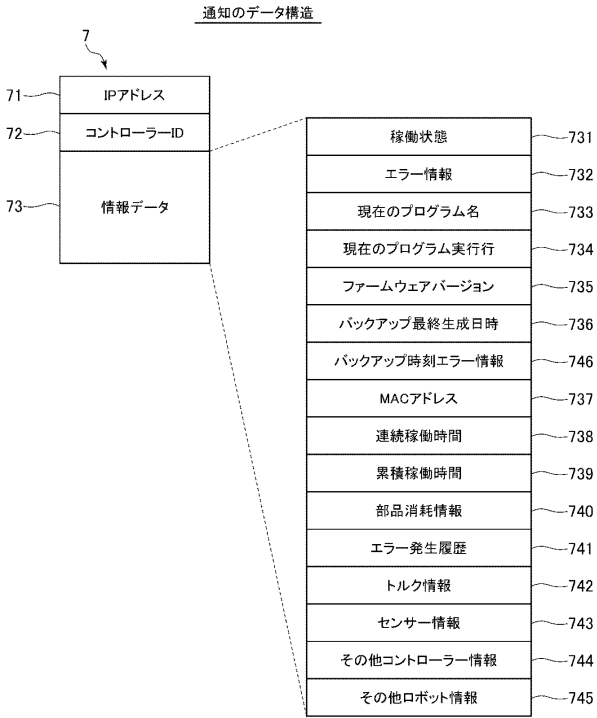 通知のデータ構造
7
71 IPアドレス
72 コントローラーID
73 情報データ
稼働状態 731
エラー情報 732
現在のプログラム名 733
現在のプログラム実行行 734
ファームウェアバージョン 735
バックアップ最終生成日時 736
バックアップ時刻エラー情報 746
MACアドレス 737
連続稼働時間 738
累積稼働時間 739
部品消耗情報 740
エラー発生履歴 741
トルク情報 742
センサー情報 743
その他コントローラー情報 744
その他ロボット情報 745